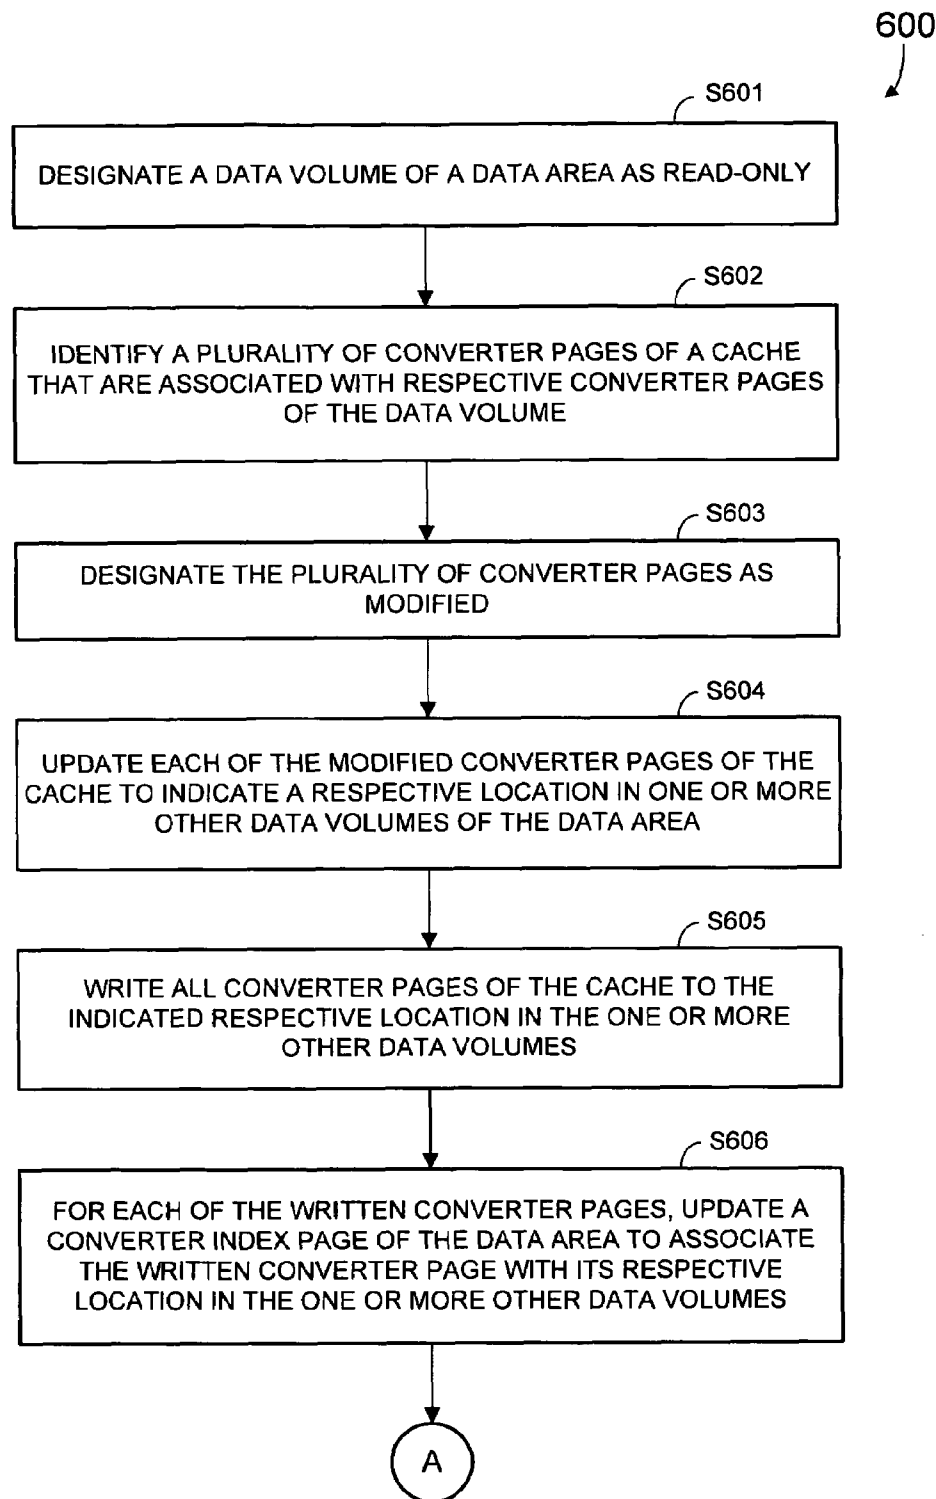 600
S601
DESIGNATE A DATA VOLUME OF A DATA AREA AS READ-ONLY
S602
IDENTIFY A PLURALITY OF CONVERTER PAGES OF A CACHE
THAT ARE ASSOCIATED WITH RESPECTIVE CONVERTER PAGES
OF THE DATA VOLUME
S603
DESIGNATE THE PLURALITY OF CONVERTER PAGES AS
MODIFIED
S604
UPDATE EACH OF THE MODIFIED CONVERTER PAGES OF THE
CACHE TO INDICATE A RESPECTIVE LOCATION IN ONE OR MORE
OTHER DATA VOLUMES OF THE DATA AREA
S605
WRITE ALL CONVERTER PAGES OF THE CACHE TO THE
INDICATED RESPECTIVE LOCATION IN THE ONE OR MORE
OTHER DATA VOLUMES
S606
FOR EACH OF THE WRITTEN CONVERTER PAGES, UPDATE A
CONVERTER INDEX PAGE OF THE DATA AREA TO ASSOCIATE
THE WRITTEN CONVERTER PAGE WITH ITS RESPECTIVE
LOCATION IN THE ONE OR MORE OTHER DATA VOLUMES
A